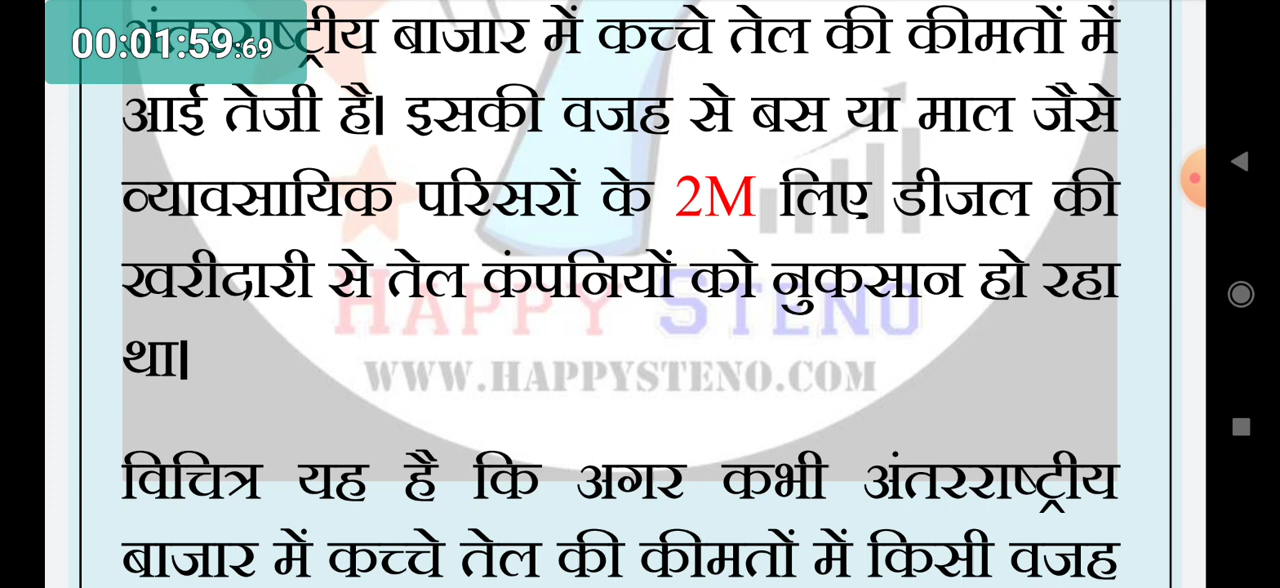 00:01:59:69
अंतरराष्ट्रीय बाजार में कच्चे तेल की कीमतों में
आई तेजी है। इसकी वजह से बस या माल जैसे
व्यावसायिक परिसरों के 2M लिए डीजल की
खरीदारी से तेल कंपनियों को नुकसान हो रहा
HAPPY STENO
था।
WWW.HAPPYSTENO.COM
विचित्र यह है कि अगर कभी अंतरराष्ट्रीय
बाजार में कच्चे तेल की कीमतों में किसी वजह